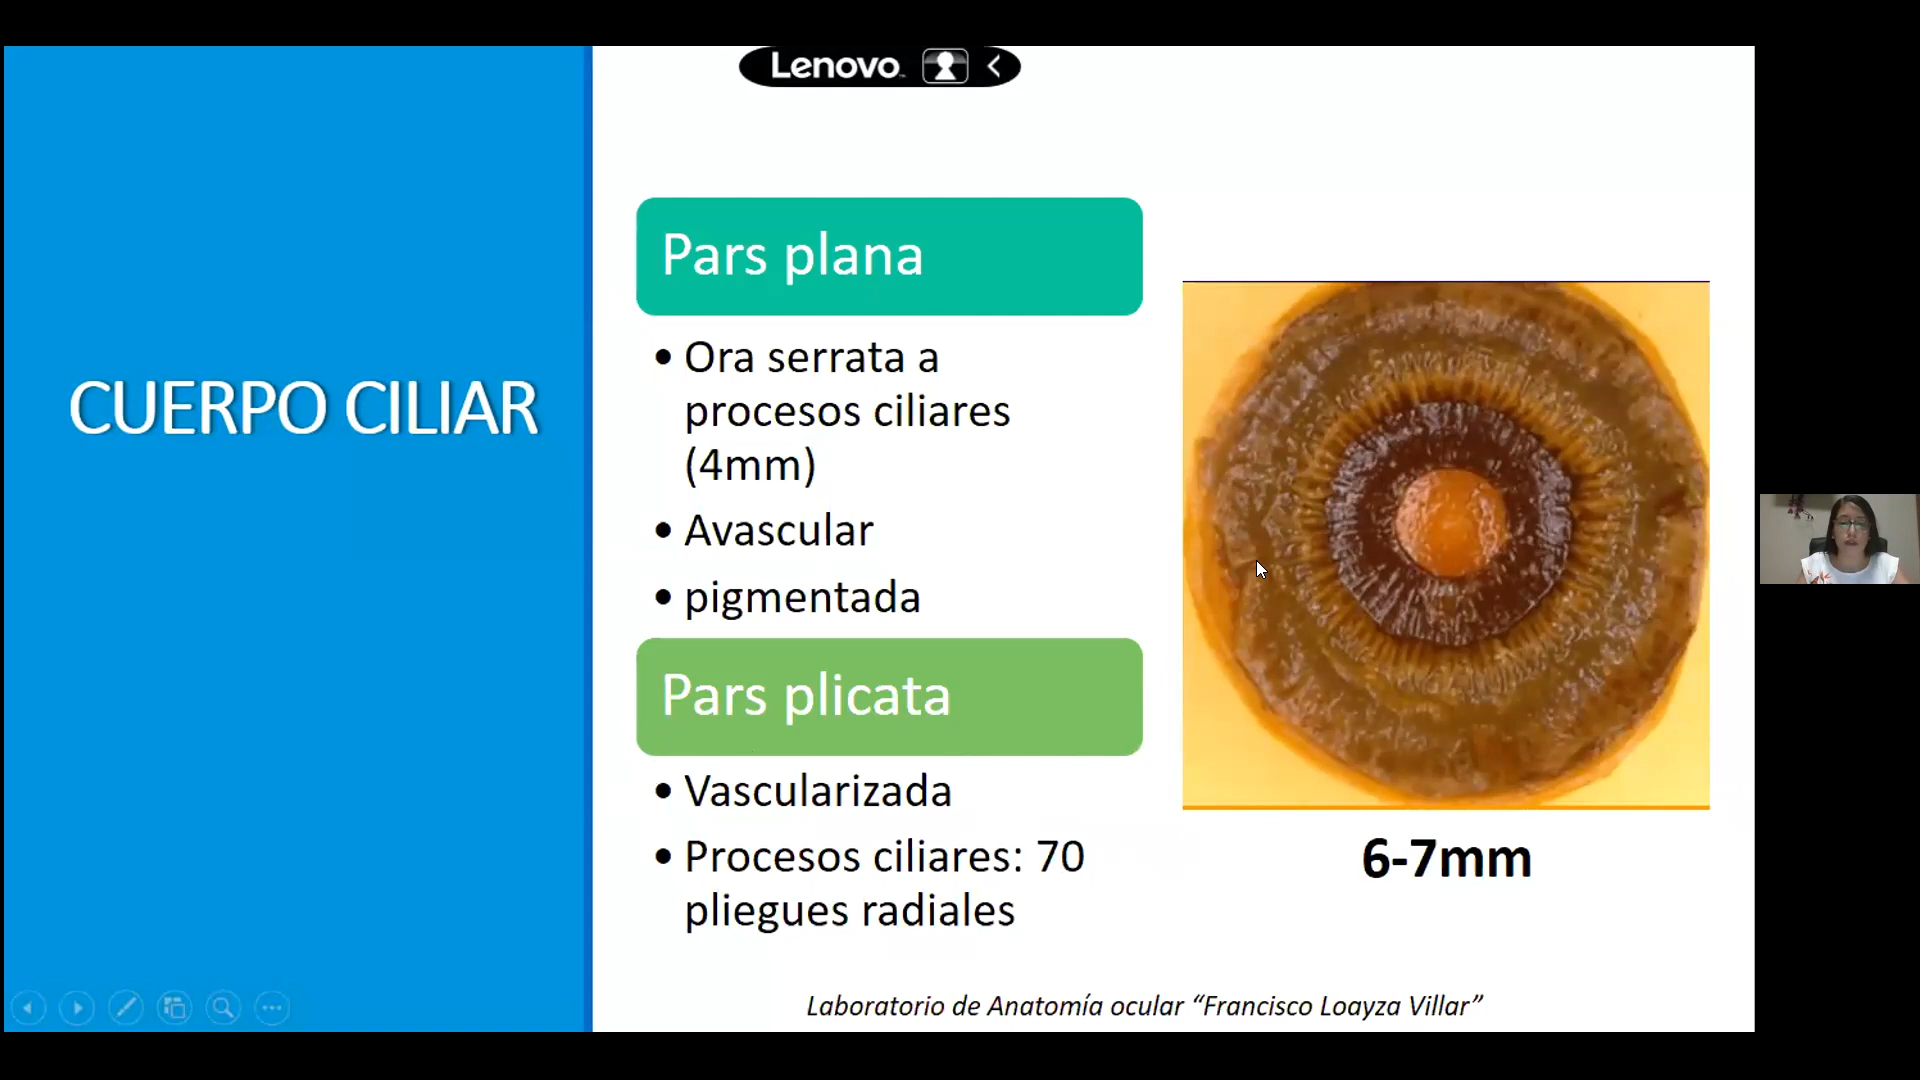 Lenovo
CUERPO CILIAR
Pars plana
• Ora serrata a
procesos ciliares
(4mm)
• Avascular
• pigmentada
Pars plicata
• Vascularizada
• Procesos ciliares: 70
pliegues radiales
6-7mm
Laboratorio de Anatomía ocular “Francisco Loayza Villar”